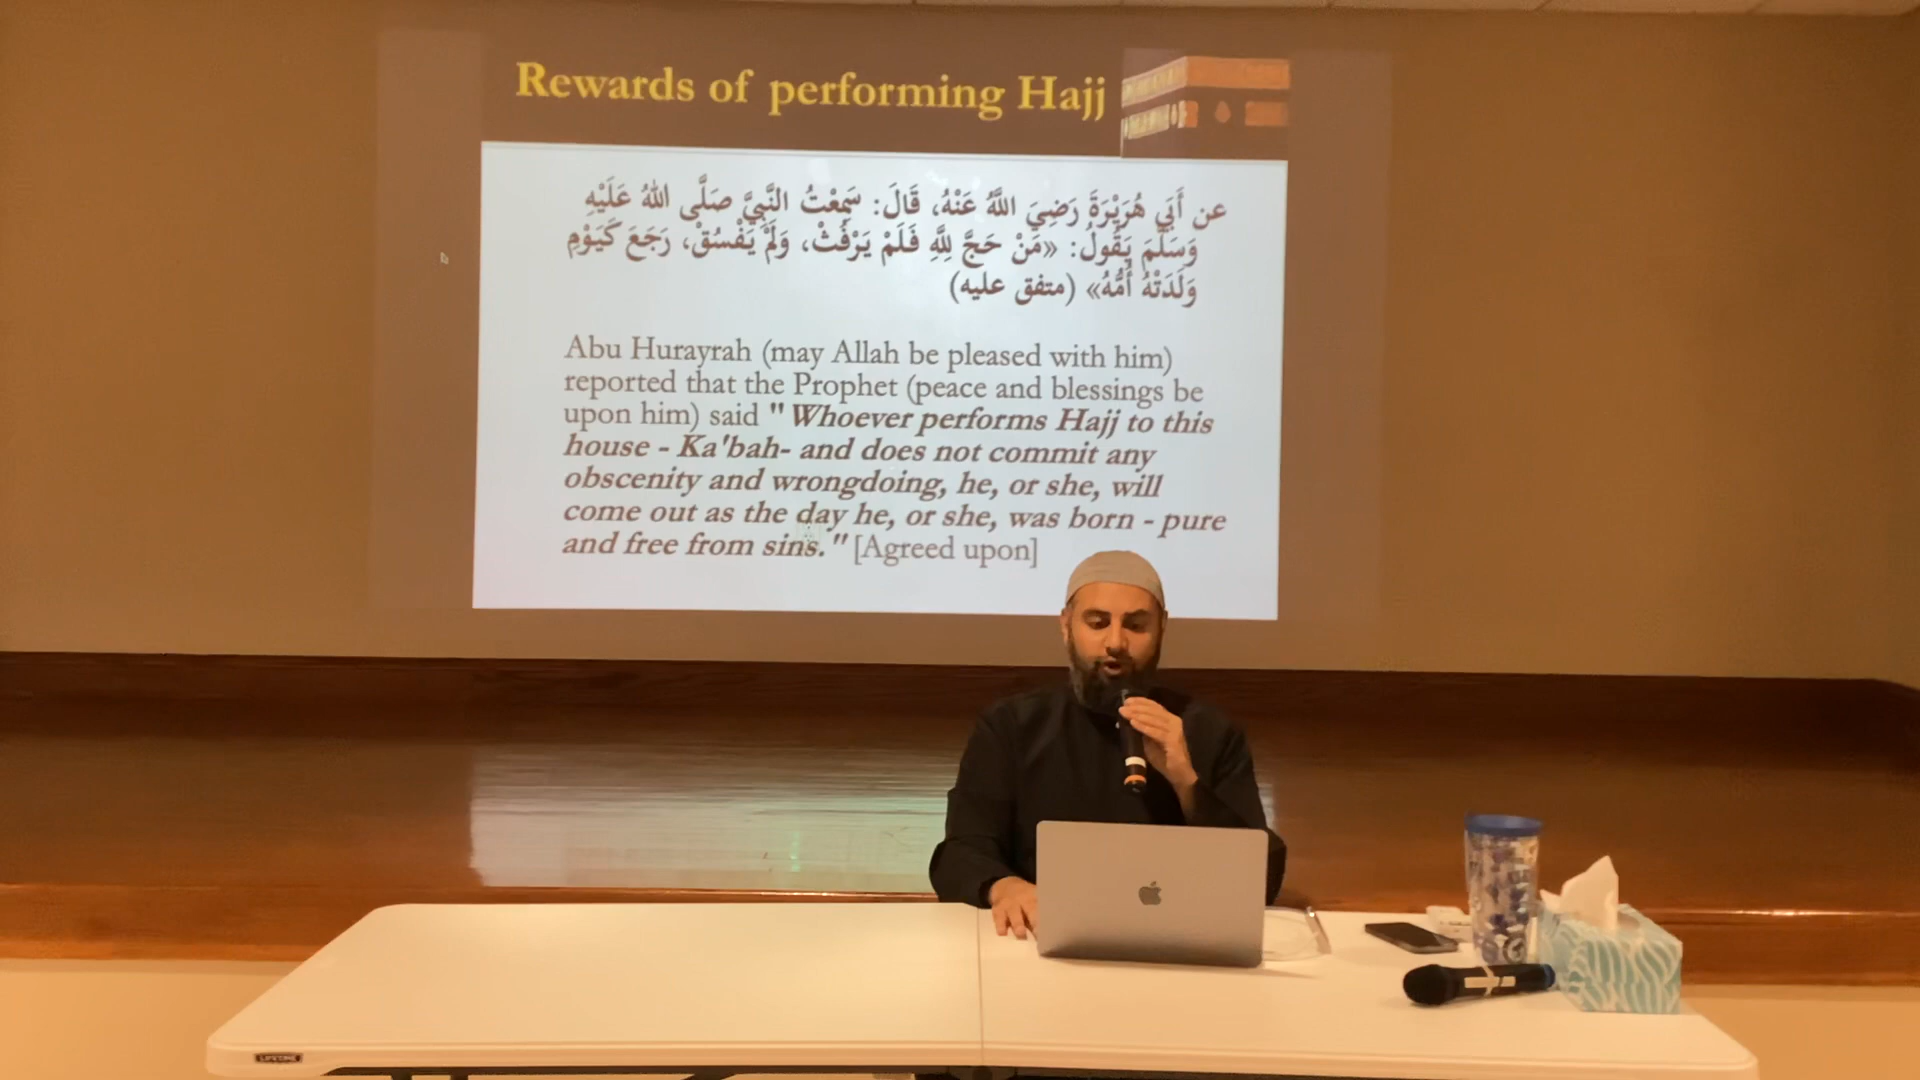 Rewards of performing Hajj
عن أَبَي هُرَيْرَةَ رَضِيَ اللَّهُ عَنْهُ، قَالَ: سَمِعْتُ النَّبِيَّ صَلَّى اللهُ عَلَيْهِ
وَسَلَّمَ يَقُولُ: «مَنْ حَجَّ لِلَّهِ فَلَمْ يَرْفُثْ، وَلَمْ يَفْسُقْ، رَجَعَ كَيَوْمِ
وَلَدَتْهُ أُمُّهُ» (متفق عليه)
Abu Hurayrah (may Allah be pleased with him)
reported that the Prophet (peace and blessings be
upon him) said "Whoever performs Hajj to this
house - Ka'bah- and does not commit any
obscenity and wrongdoing, he, or she, will
come out as the day he, or she, was born - pure
and free from sins." [Agreed upon]
LIFETIME